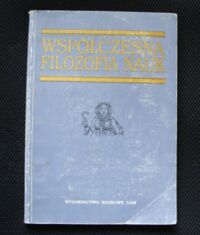 WSPÓŁCZESNA
FILOZOFIA NAUK
WYDAWNICTWO NAUKOWE UAM